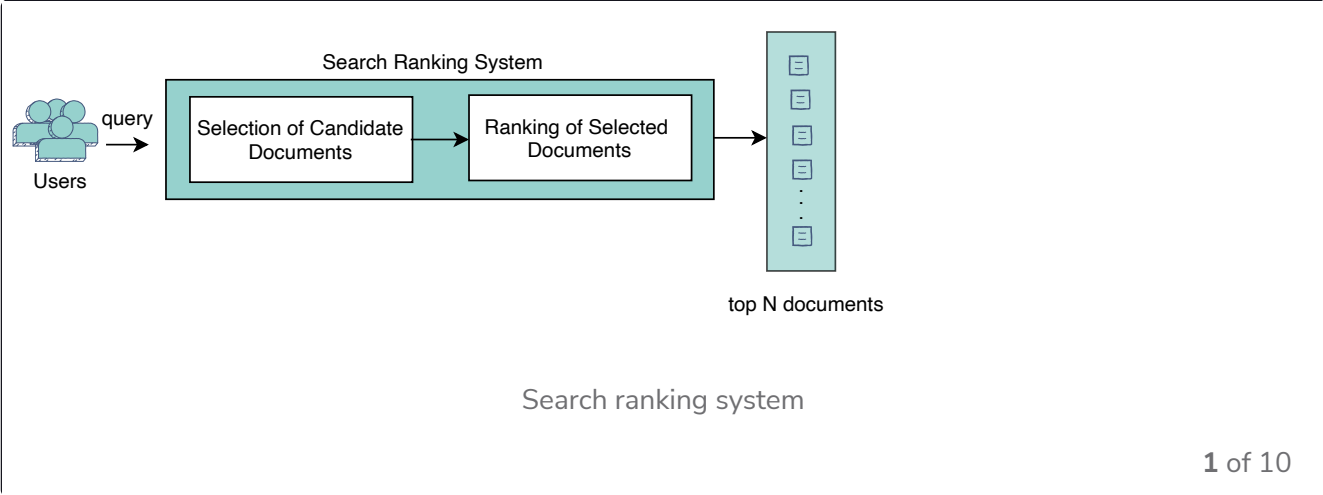 Search Ranking System
query
Users
Selection of Candidate
Documents
Ranking of Selected
Documents
top N documents
Search ranking system
1 of 10